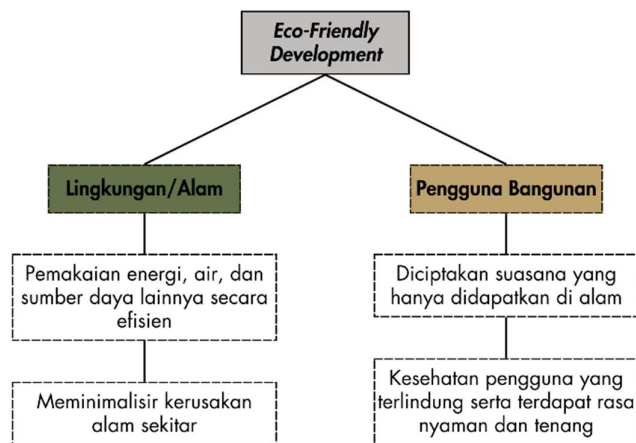 Eco-Friendly
Development
Lingkungan/Alam
Pengguna Bangunan
Pemakaian energi, air, dan
sumber daya lainnya secara
efisien
Diciptakan suasana yang
hanya didapatkan di alam
Meminimalisir kerusakan
alam sekitar
Kesehatan pengguna yang
terlindung serta terdapat rasa
nyaman dan tenang